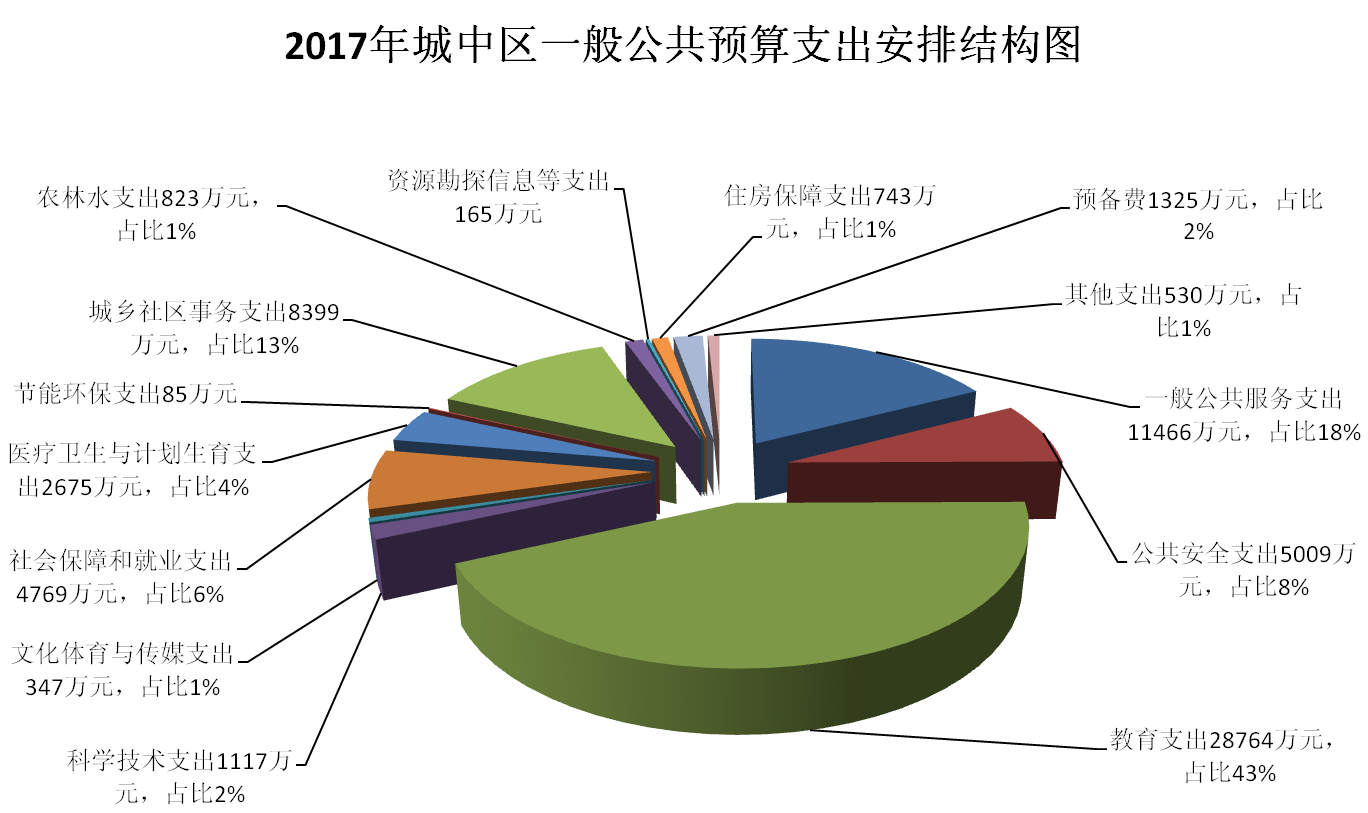 2017年城中区一般公共预算支出安排结构图
农林水支出823万元，
占比1%
资源勘探信息等支出
165万元
住房保障支出743万
元，占比1%
预备费1325万元，占比
2%
其他支出530万元，占
比1%
城乡社区事务支出8399
万元，占比13%
节能环保支出85万元
一般公共服务支出
11466万元，占比18%
医疗卫生与计划生育支
出2675万元，占比4%
社会保障和就业支出
4769万元，占比6%
公共安全支出5009万
元，占比8%
文化体育与传媒支出
347万元，占比1%
科学技术支出1117万
元，占比2%
教育支出28764万元，
占比43%